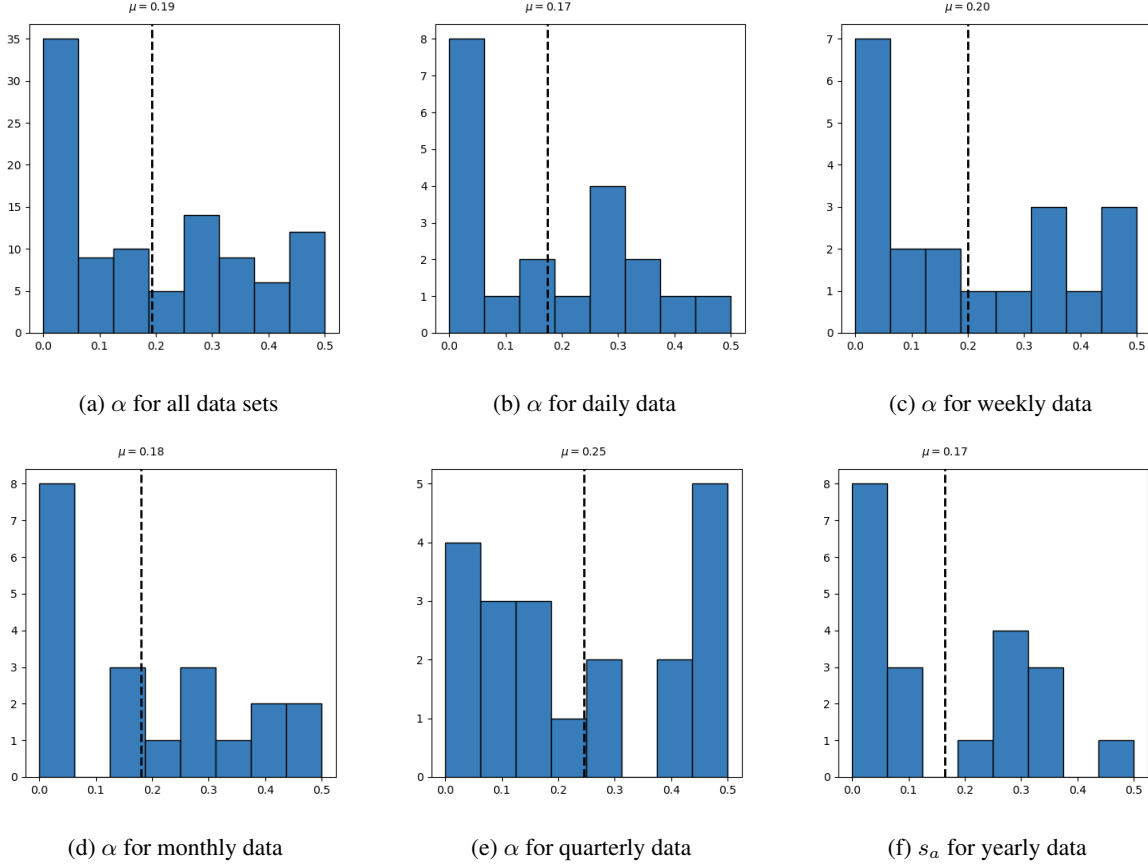 μ = 0.19
35
30
25
20
15
10
5
0
0.0 0.1 0.2 0.3 0.4 0.5
(a) α for all data sets
μ = 0.17
8
7
6
5
4
3
2
1
0
0.0 0.1 0.2 0.3 0.4 0.5
(b) α for daily data
μ = 0.20
7
6
5
4
3
2
1
0
0.0 0.1 0.2 0.3 0.4 0.5
(c) α for weekly data
μ = 0.18
8
7
6
5
4
3
2
1
0
0.0 0.1 0.2 0.3 0.4 0.5
(d) α for monthly data
μ = 0.25
5
4
3
2
1
0
0.0 0.1 0.2 0.3 0.4 0.5
(e) α for quarterly data
μ = 0.17
8
7
6
5
4
3
2
1
0
0.0 0.1 0.2 0.3 0.4 0.5
(f) s_a for yearly data